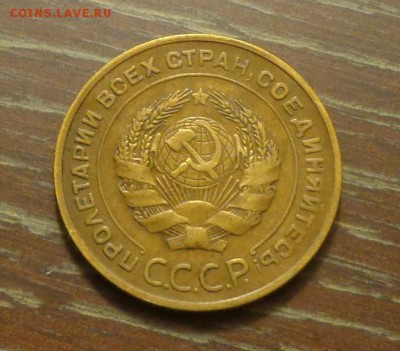 COINS.LAVE.RU
ПРОЛЕТАРИИ ВСЕХ СТРАН, СОЕДИНЯЙТЕСЬ!
С.С.С.Р.